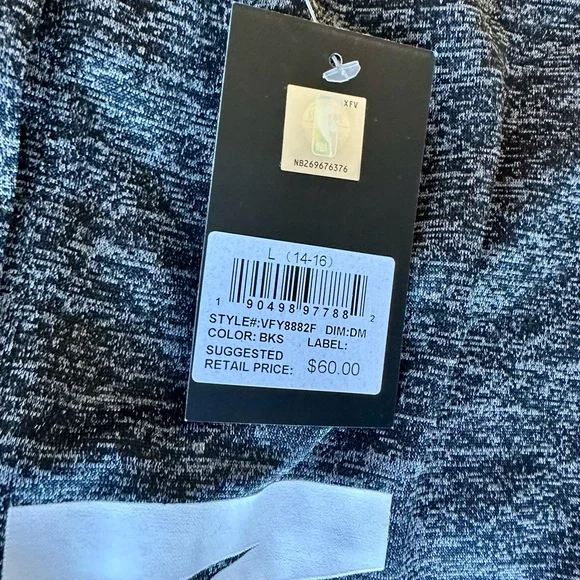 XFV
NB269676376
L (14-16)
1 90498 97788 2
STYLE#:VFY8882F DIM:DM
COLOR: BKS LABEL:
SUGGESTED
RETAIL PRICE: $60.00